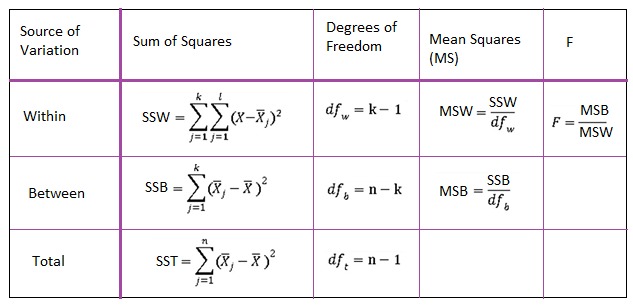 Source of Variation	Sum of Squares	Degrees of Freedom	Mean Squares (MS)	F
Within	SSW = \sum_{j=1}^{k} \sum_{j=1}^{l} (X − \bar{X}_j)^2	df_w = k − 1	MSW = \frac{SSW}{df_w}	F = \frac{MSB}{MSW}
Between	SSB = \sum_{j=1}^{k} (\bar{X}_j − \bar{X})^2	df_b = n − k	MSB = \frac{SSB}{df_b}
Total	SST = \sum_{j=1}^{n} (\bar{X}_j − \bar{X})^2	df_t = n − 1